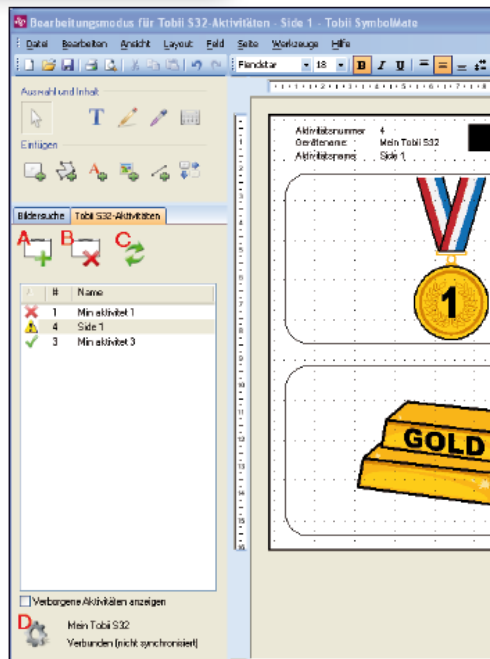 Bearbeitungsmodus für Tobii S32-Aktivitäten - Side 1 - Tobii SymbolMate
Datei Bearbeiten Ansicht Layout Feld Seite Werkzeuge Hilfe
18 B I U
Auswahl und Inhalt
T
Einfügen
A
Bildersuche Tobii S32-Aktivitäten
A B C
# Name
1 Min aktivitet 1
4 Side 1
3 Min aktivitet 3
Verborgene Aktivitäten anzeigen
D
Mein Tobii S32
Verbunden (nicht synchronisiert)
Aktivitätsnummer 4
Gerätename: Mein Tobii S32
Aktivitätsname: Side 1
1
GOLD